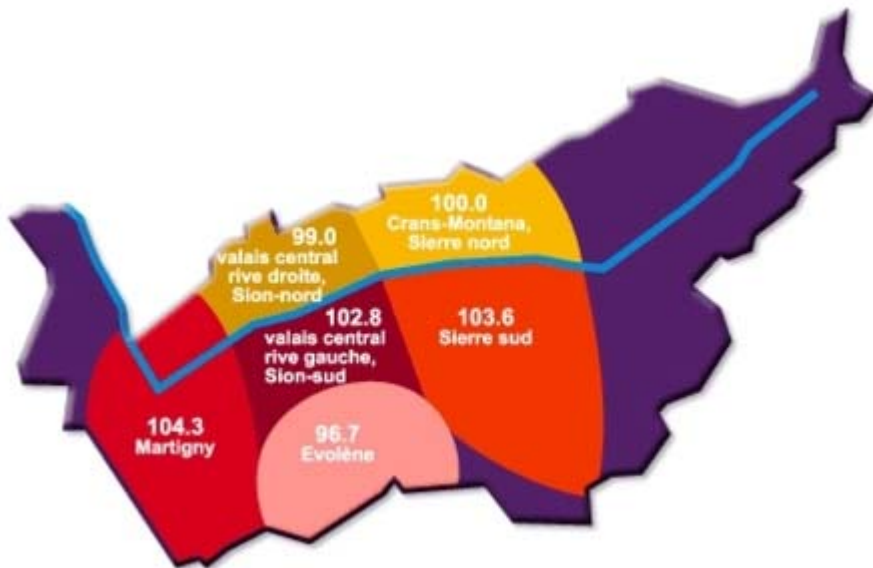 100.0
Crans-Montana,
Sierre nord
99.0
valais central
rive droite,
Sion-nord
102.8
valais central
rive gauche,
Sion-sud
103.6
Sierre sud
104.3
Martigny
96.7
Evolène